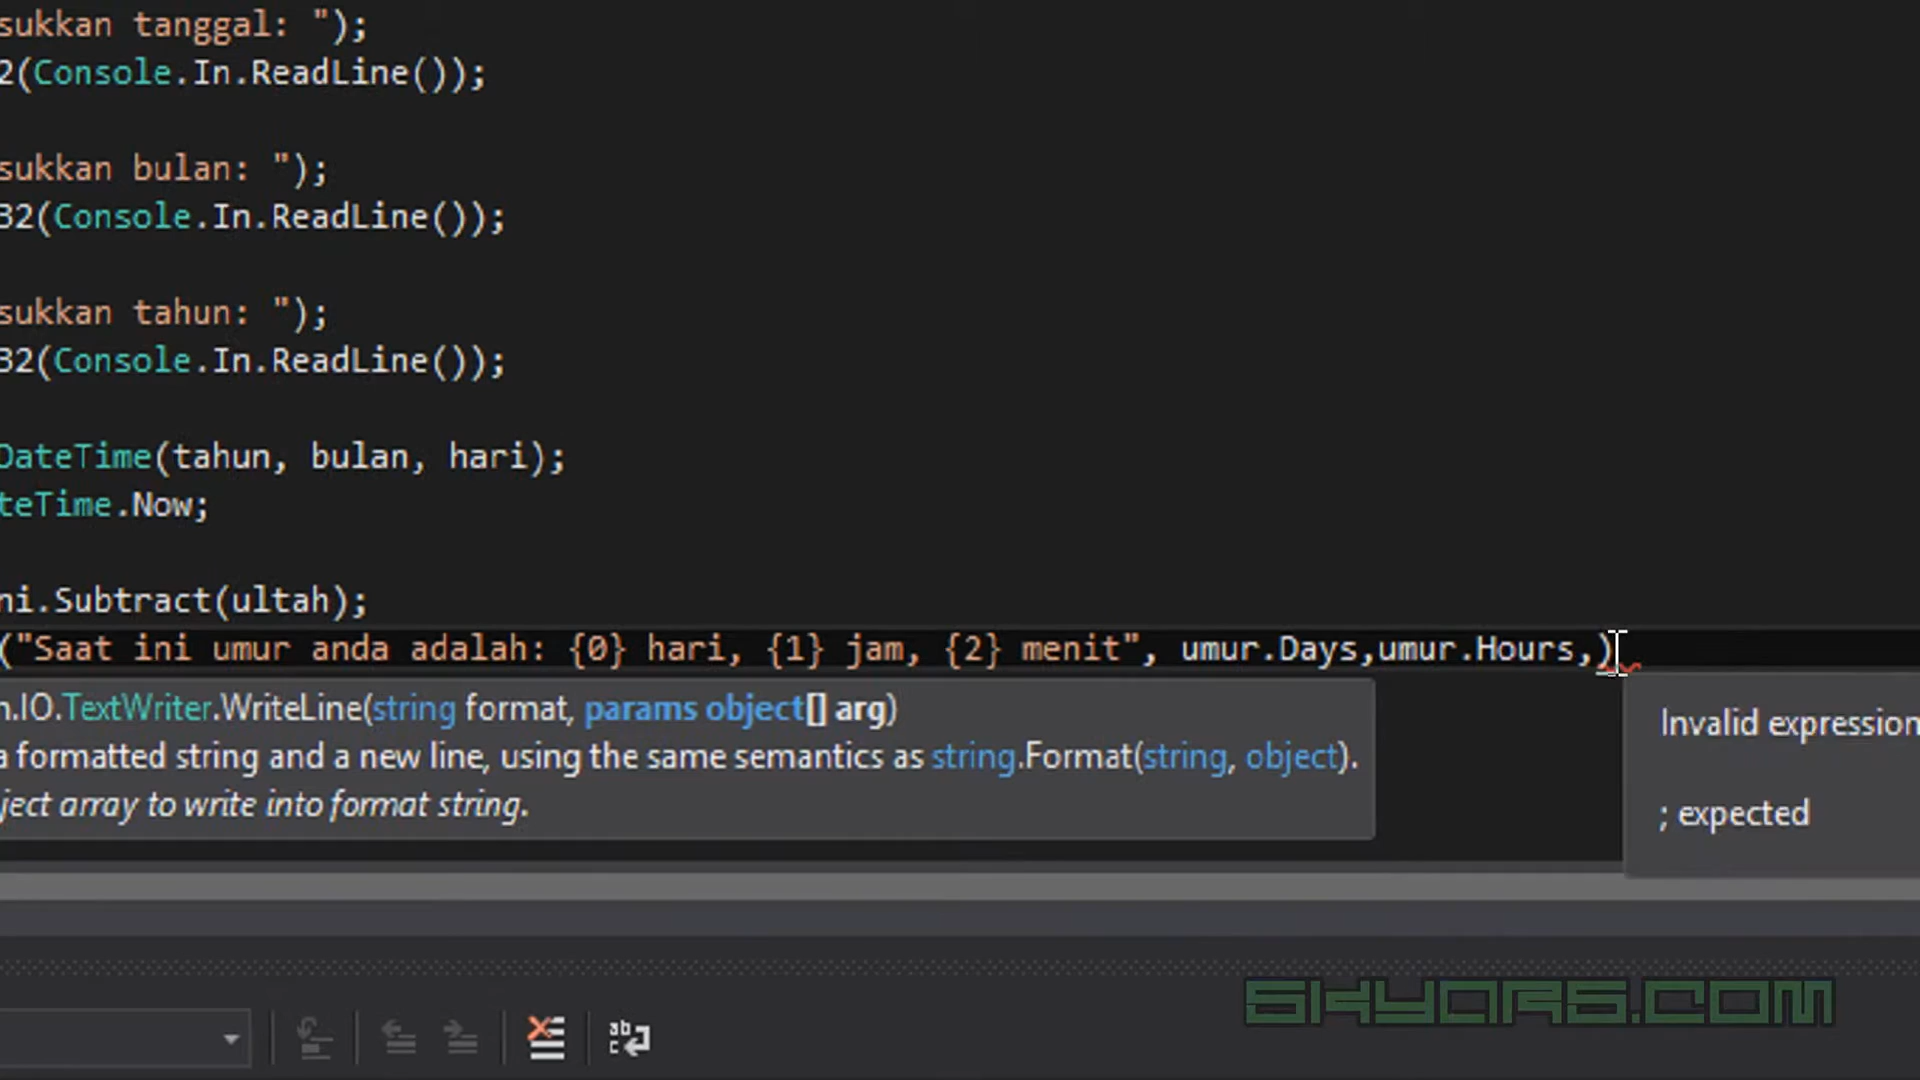 sukkan tanggal: ");
2(Console.In.ReadLine());
sukkan bulan: ");
32(Console.In.ReadLine());
sukkan tahun: ");
32(Console.In.ReadLine());
DateTime(tahun, bulan, hari);
teTime.Now;
ni.Subtract(ultah);
("Saat ini umur anda adalah: {0} hari, {1} jam, {2} menit", umur.Days,umur.Hours,)
n.IO.TextWriter.WriteLine(string format, params object[] arg)
a formatted string and a new line, using the same semantics as string.Format(string, object).
ject array to write into format string.
Invalid expression
; expected
SKYOARS.COM